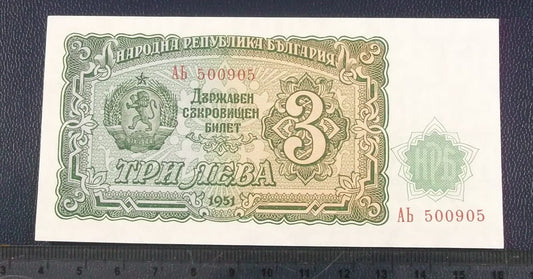 НАРОДНА РЕПУБЛИКА БЪЛГАРИЯ
АЬ 500905
ДЪРЖАВЕН
СЪКРОВИЩЕН
БИЛЕТ
3
НРБ
ТРИ ЛЕВА
1951
АЬ 500905